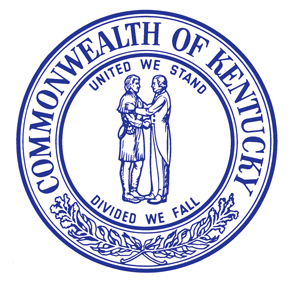 COMMONWEALTH OF KENTUCKY
UNITED WE STAND
DIVIDED WE FALL